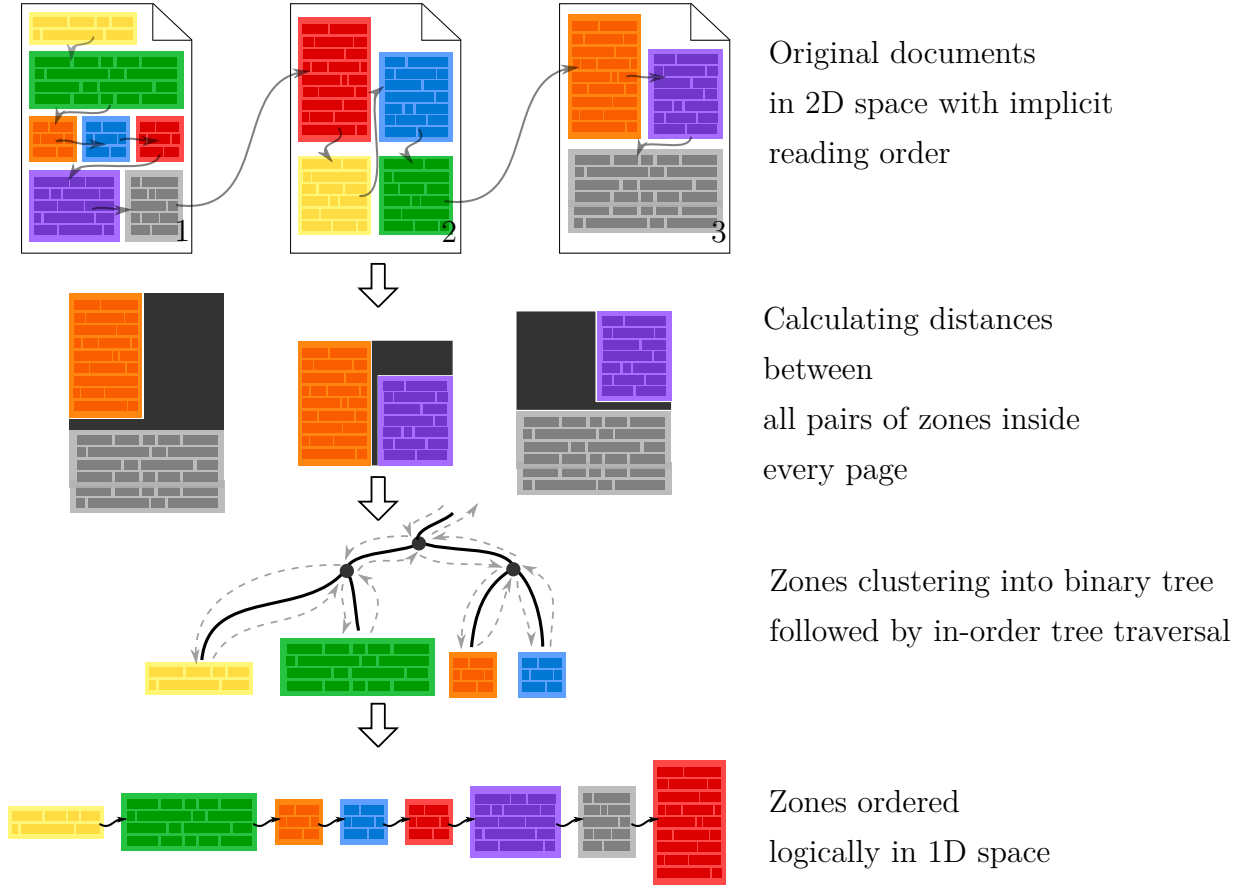 1
2
3
Original documents
in 2D space with implicit
reading order
Calculating distances
between
all pairs of zones inside
every page
Zones clustering into binary tree
followed by in-order tree traversal
Zones ordered
logically in 1D space